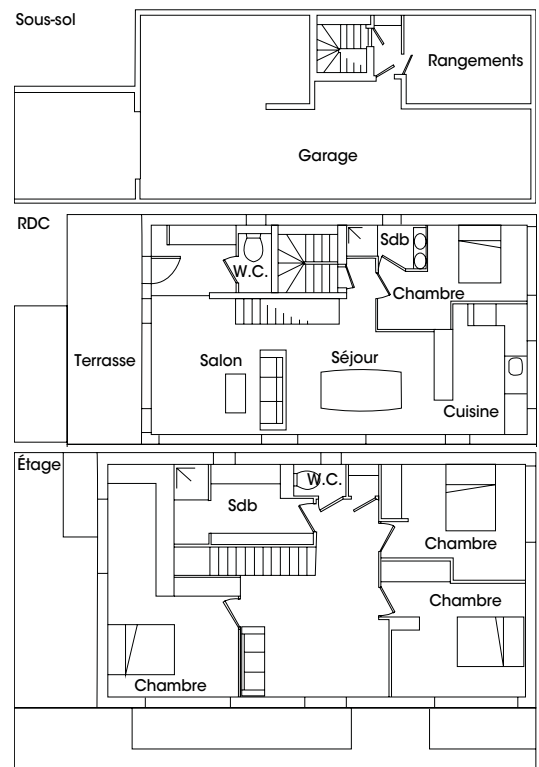 Sous-sol
Rangements
Garage
RDC
Sdb
W.C.
Chambre
Terrasse
Salon
Séjour
Cuisine
Étage
W.C.
Sdb
Chambre
Chambre
Chambre